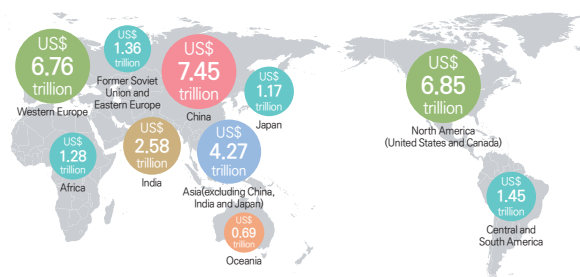 US$
6.76
trillion
Western Europe
US$
1.36
trillion
Former Soviet
Union and
Eastern Europe
US$
7.45
trillion
China
US$
1.17
trillion
Japan
US$
1.28
trillion
Africa
US$
2.58
trillion
India
US$
4.27
trillion
Asia(excluding China,
India and Japan)
US$
0.69
trillion
Oceania
US$
6.85
trillion
North America
(United States and Canada)
US$
1.45
trillion
Central and
South America